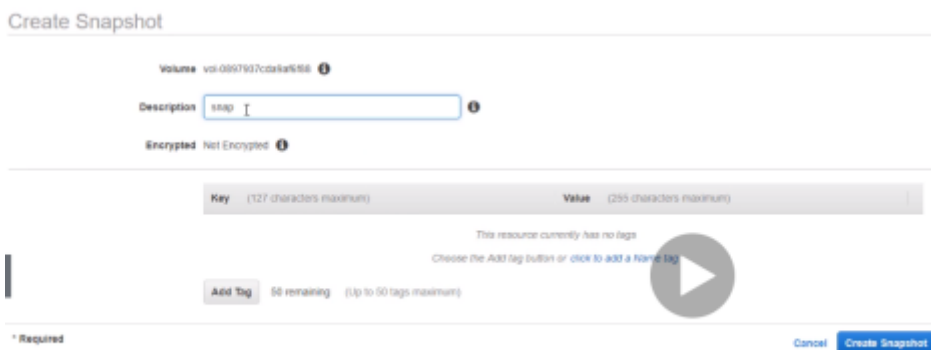 Create Snapshot
Volume
Description snap
Encrypted Not Encrypted
Key (127 characters maximum) Value (255 characters maximum)
This resource currently has no tags
Choose the Add tag button or click to add a Name tag
Add Tag 50 remaining (Up to 50 tags maximum)
* Required
Cancel Create Snapshot